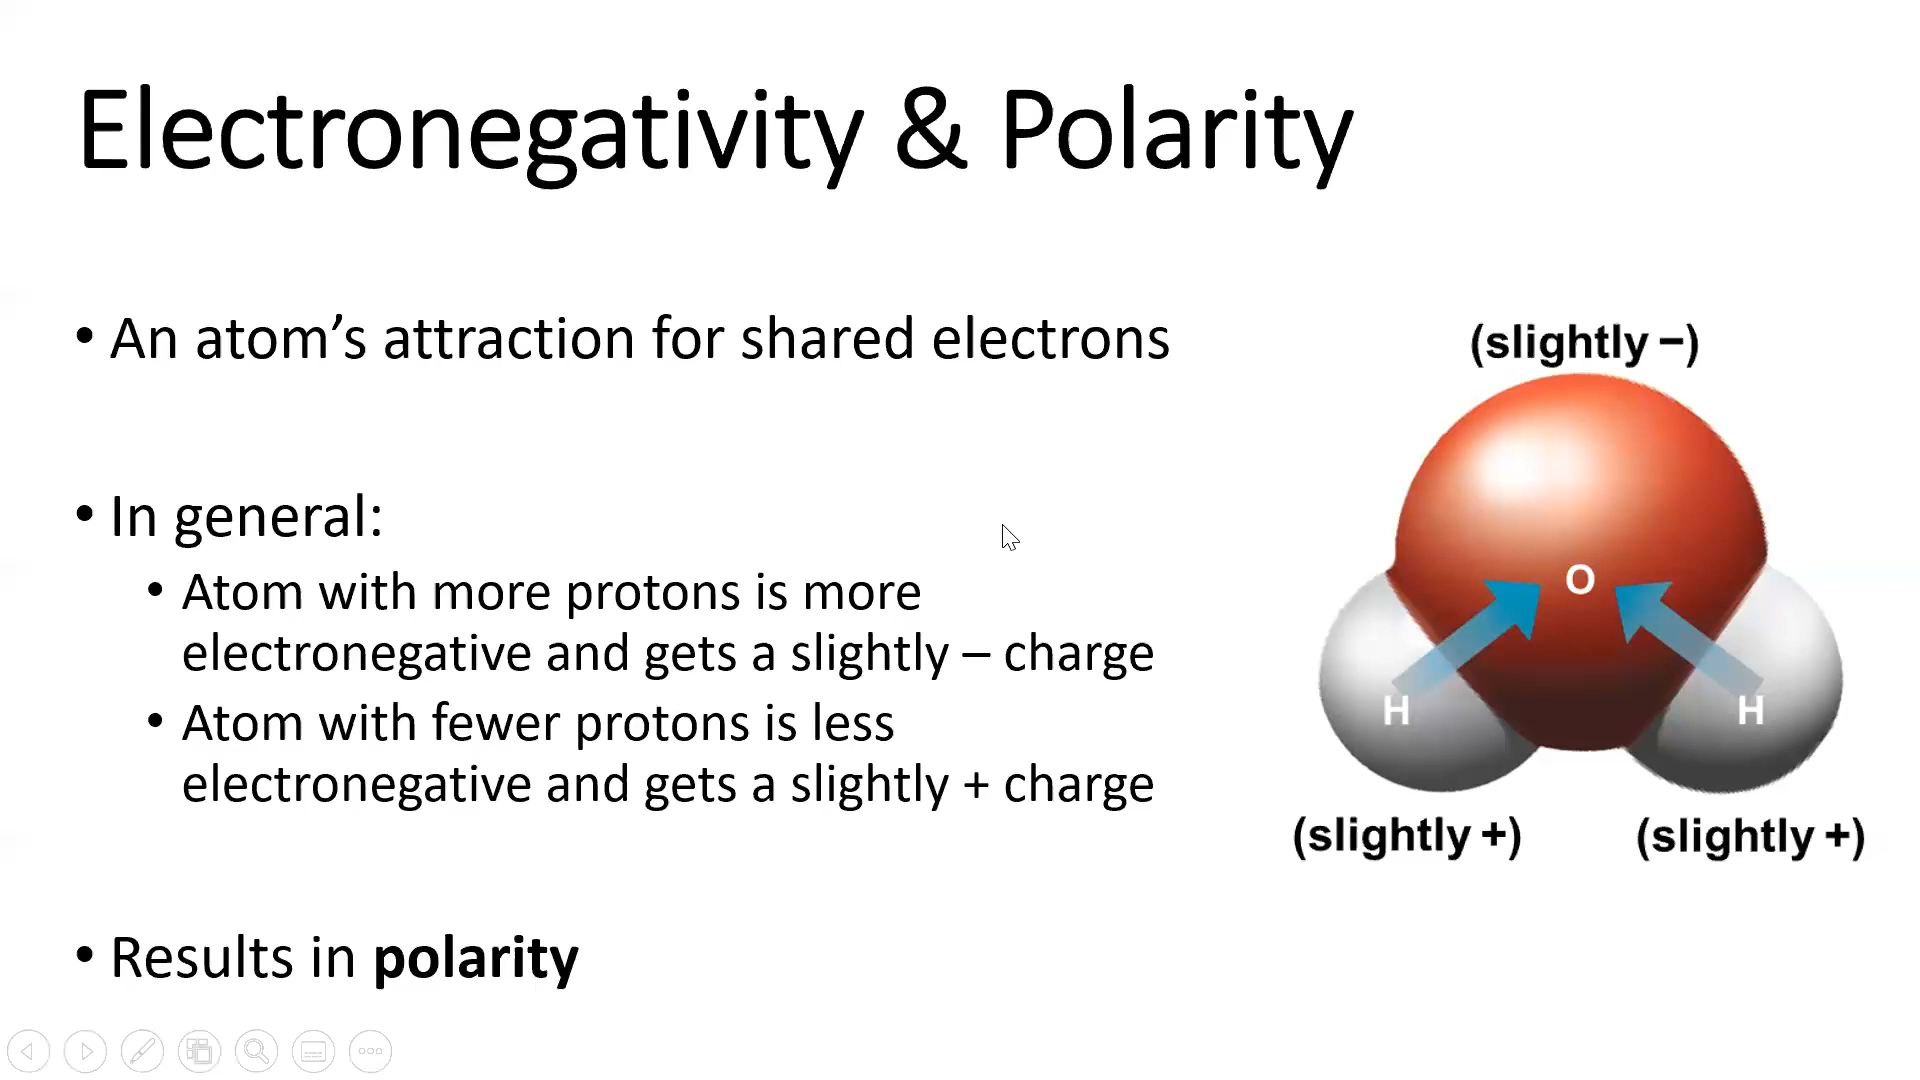 Electronegativity & Polarity
• An atom’s attraction for shared electrons
• In general:
• Atom with more protons is more
electronegative and gets a slightly – charge
• Atom with fewer protons is less
electronegative and gets a slightly + charge
• Results in polarity
(slightly −)
O
H
H
(slightly +)
(slightly +)